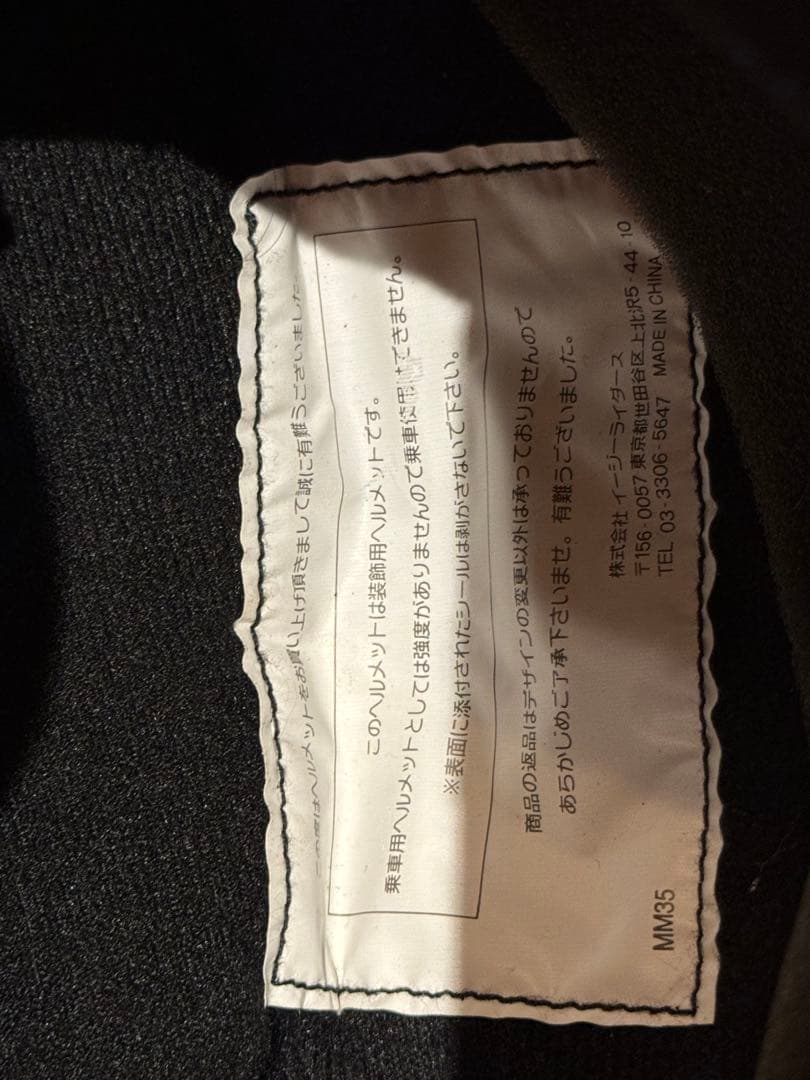 この度はヘルメットをお買い上げ頂きまして誠に有難うございました。
このヘルメットは装飾用ヘルメットです。
乗車用ヘルメットとしては強度がありませんので乗車使用はできません。
※表面に添付されたシールは剥がさないで下さい。
商品の返品はデザインの変更以外は承っておりませんので
あらかじめご了承下さいませ。有難うございました。
株式会社 イージーライダース
〒156-0057 東京都世田谷区上北沢5-44-10
TEL 03-3306-5647 MADE IN CHINA
MM35